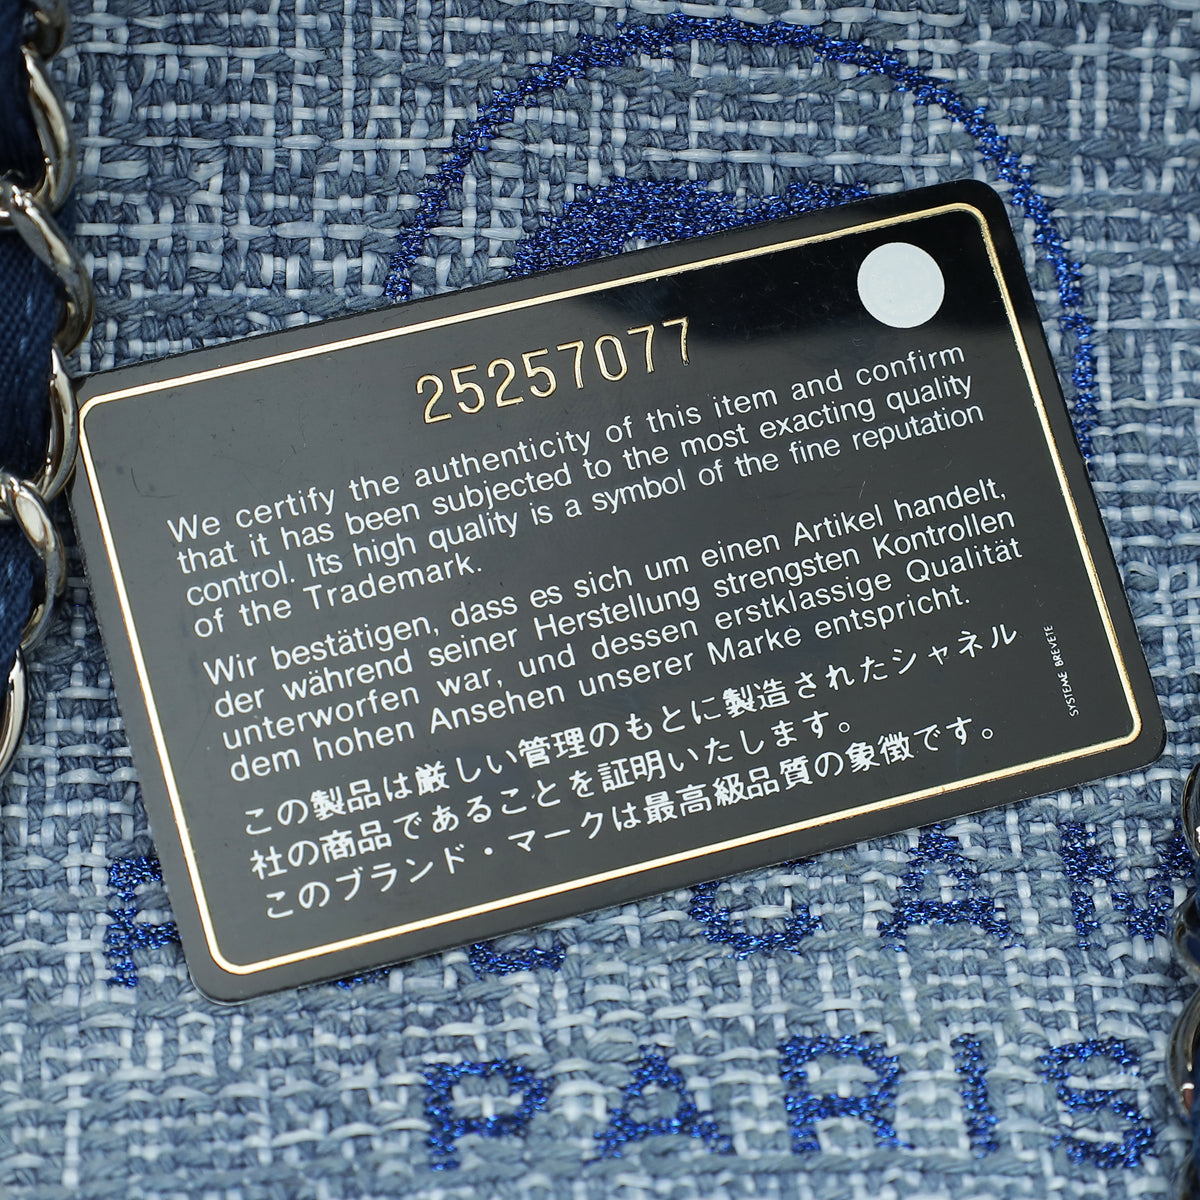 25257077
We certify the authenticity of this item and confirm
that it has been subjected to the most exacting quality
control. Its high quality is a symbol of the fine reputation
of the Trademark.
Wir bestätigen, dass es sich um einen Artikel handelt,
der während seiner Herstellung strengsten Kontrollen
unterworfen war, und dessen erstklassige Qualität
dem hohen Ansehen unserer Marke entspricht.
この製品は厳しい管理のもとに製造されたシャネル
社の商品であることを証明いたします。
このブランド・マークは最高級品質の象徴です。
SYSTEME BREVETE
PARIS